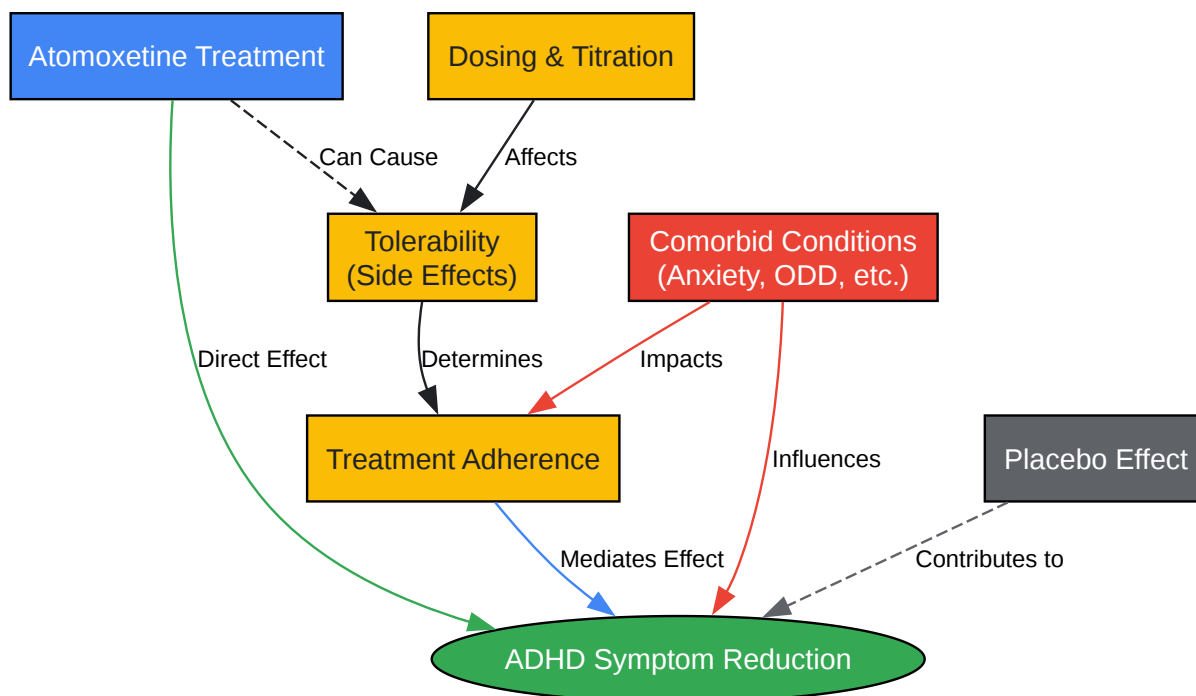 Atomoxetine Treatment
Dosing & Titration
Can Cause
Affects
Tolerability
(Side Effects)
Comorbid Conditions
(Anxiety, ODD, etc.)
Direct Effect
Determines
Impacts
Treatment Adherence
Influences
Placebo Effect
Mediates Effect
Contributes to
ADHD Symptom Reduction